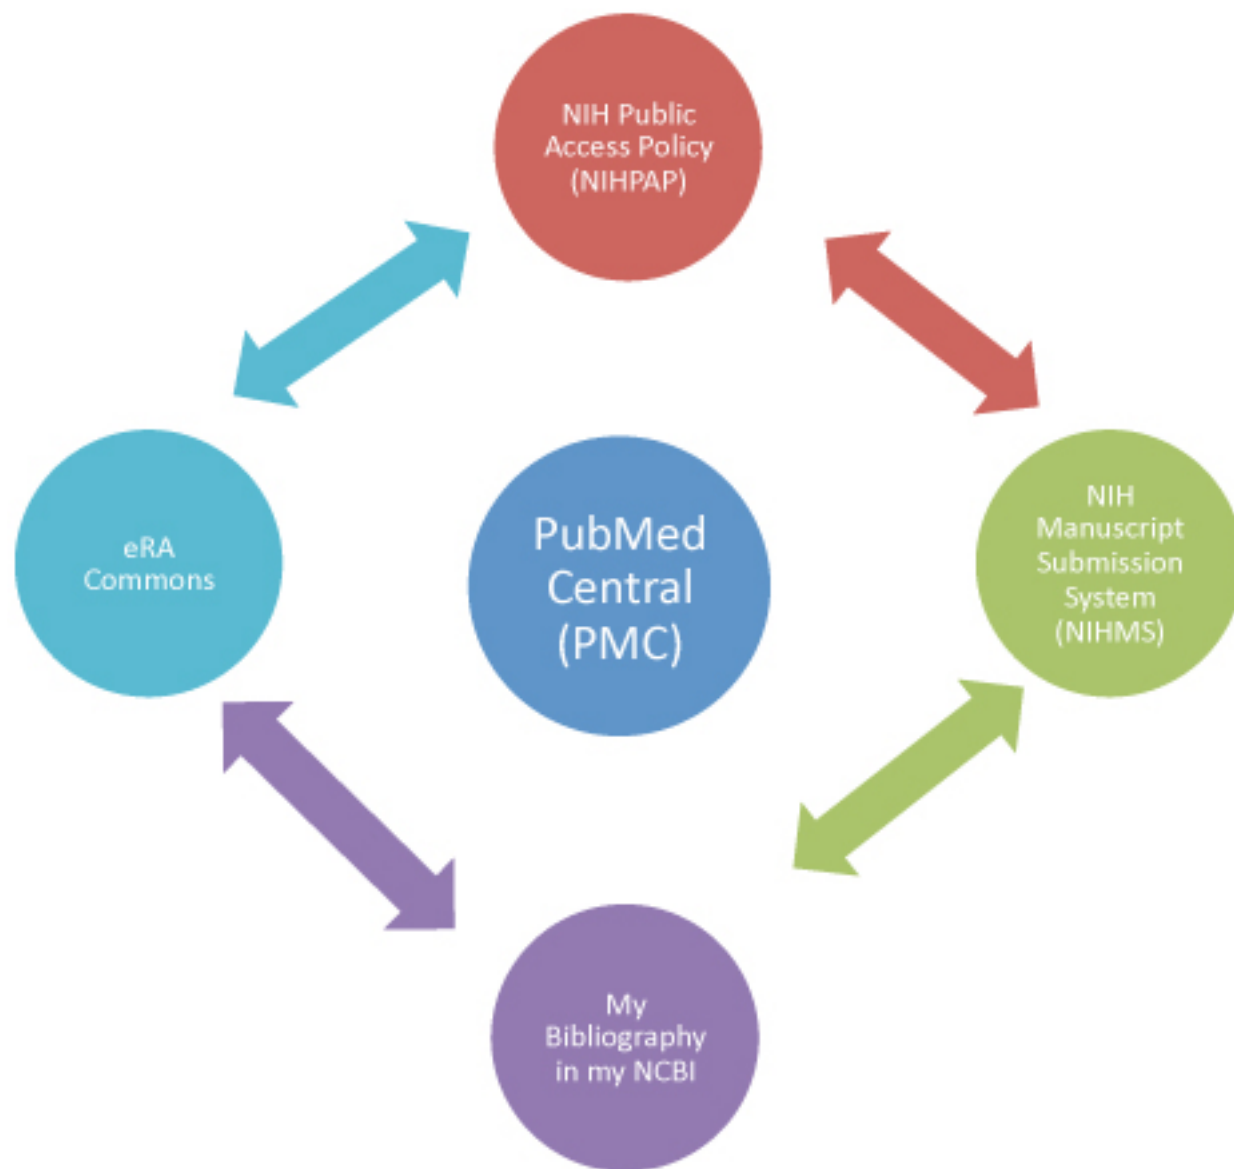 NIH Public
Access Policy
(NIHPAP)
eRA
Commons
PubMed
Central
(PMC)
NIH
Manuscript
Submission
System
(NIHMS)
My
Bibliography
in my NCBI